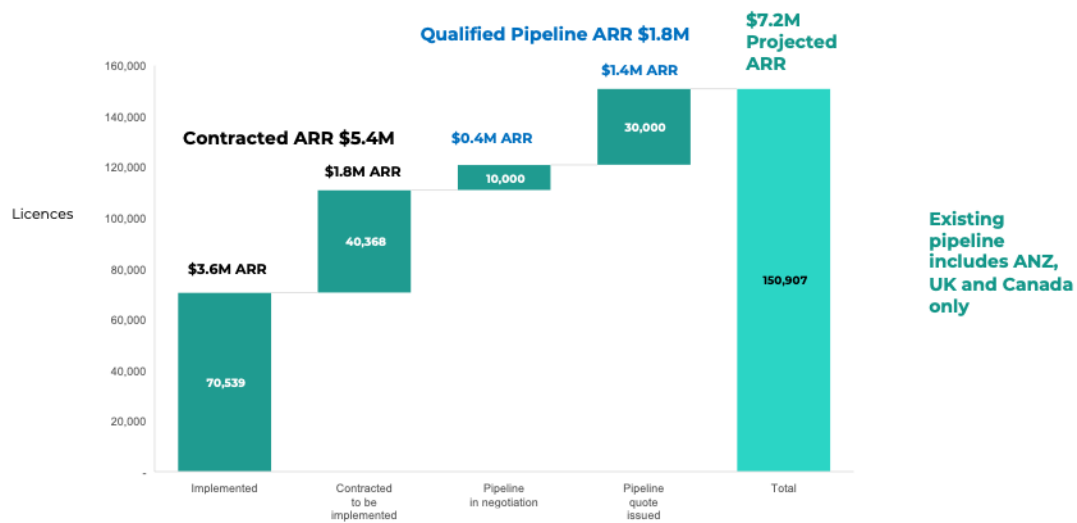 Qualified Pipeline ARR $1.8M
$7.2M
Projected
ARR
160,000
$1.4M ARR
140,000
Contracted ARR $5.4M
$0.4M ARR
30,000
120,000
$1.8M ARR
10,000
Licences
100,000
40,368
Existing
pipeline
includes ANZ,
UK and Canada
only
80,000
$3.6M ARR
150,907
60,000
40,000
70,539
20,000
-
Implemented
Contracted
to be
implemented
Pipeline
in negotiation
Pipeline
quote
issued
Total